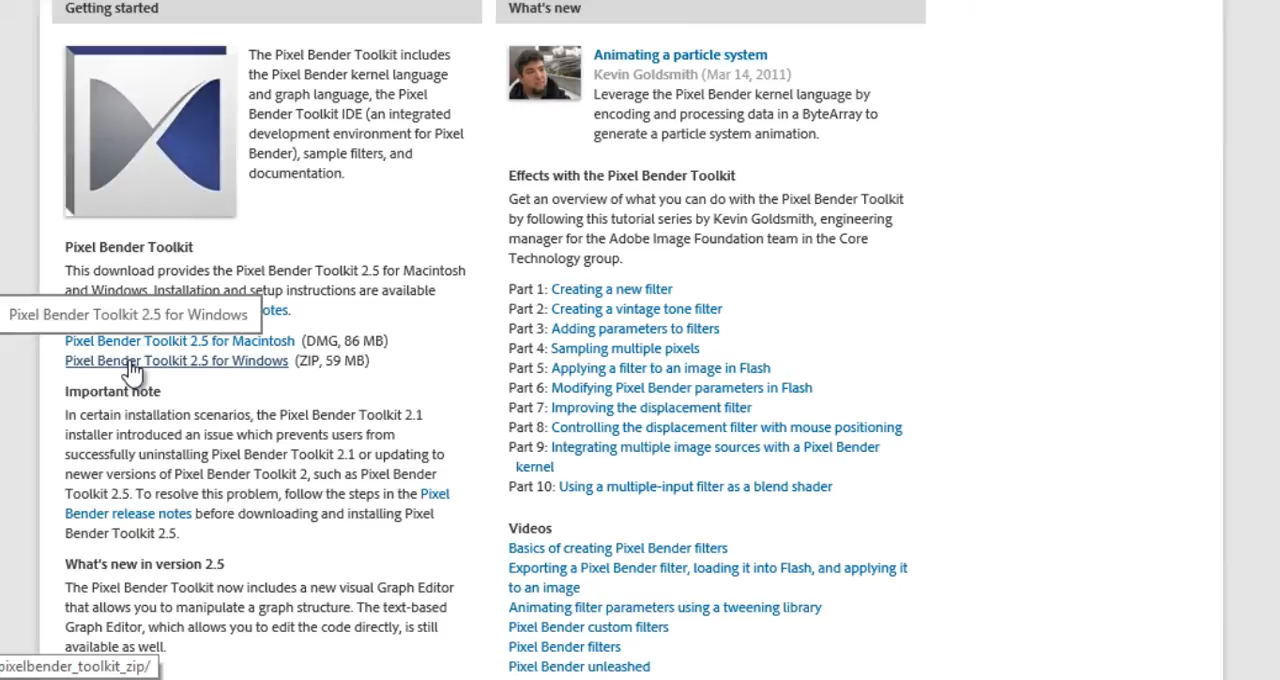 Getting started
The Pixel Bender Toolkit includes
the Pixel Bender kernel language
and graph language, the Pixel
Bender Toolkit IDE (an integrated
development environment for Pixel
Bender), sample filters, and
documentation.
Pixel Bender Toolkit
This download provides the Pixel Bender Toolkit 2.5 for Macintosh
and Windows. Installation and setup instructions are available
otes.
Pixel Bender Toolkit 2.5 for Windows
Pixel Bender Toolkit 2.5 for Macintosh (DMG, 86 MB)
Pixel Bender Toolkit 2.5 for Windows (ZIP, 59 MB)
Important note
In certain installation scenarios, the Pixel Bender Toolkit 2.1
installer introduced an issue which prevents users from
successfully uninstalling Pixel Bender Toolkit 2.1 or updating to
newer versions of Pixel Bender Toolkit 2, such as Pixel Bender
Toolkit 2.5. To resolve this problem, follow the steps in the Pixel
Bender release notes before downloading and installing Pixel
Bender Toolkit 2.5.
What's new in version 2.5
The Pixel Bender Toolkit now includes a new visual Graph Editor
that allows you to manipulate a graph structure. The text-based
Graph Editor, which allows you to edit the code directly, is still
available as well.
pixelbender_toolkit_zip/
What's new
Animating a particle system
Kevin Goldsmith (Mar 14, 2011)
Leverage the Pixel Bender kernel language by
encoding and processing data in a ByteArray to
generate a particle system animation.
Effects with the Pixel Bender Toolkit
Get an overview of what you can do with the Pixel Bender Toolkit
by following this tutorial series by Kevin Goldsmith, engineering
manager for the Adobe Image Foundation team in the Core
Technology group.
Part 1: Creating a new filter
Part 2: Creating a vintage tone filter
Part 3: Adding parameters to filters
Part 4: Sampling multiple pixels
Part 5: Applying a filter to an image in Flash
Part 6: Modifying Pixel Bender parameters in Flash
Part 7: Improving the displacement filter
Part 8: Controlling the displacement filter with mouse positioning
Part 9: Integrating multiple image sources with a Pixel Bender
kernel
Part 10: Using a multiple-input filter as a blend shader
Videos
Basics of creating Pixel Bender filters
Exporting a Pixel Bender filter, loading it into Flash, and applying it
to an image
Animating filter parameters using a tweening library
Pixel Bender custom filters
Pixel Bender filters
Pixel Bender unleashed